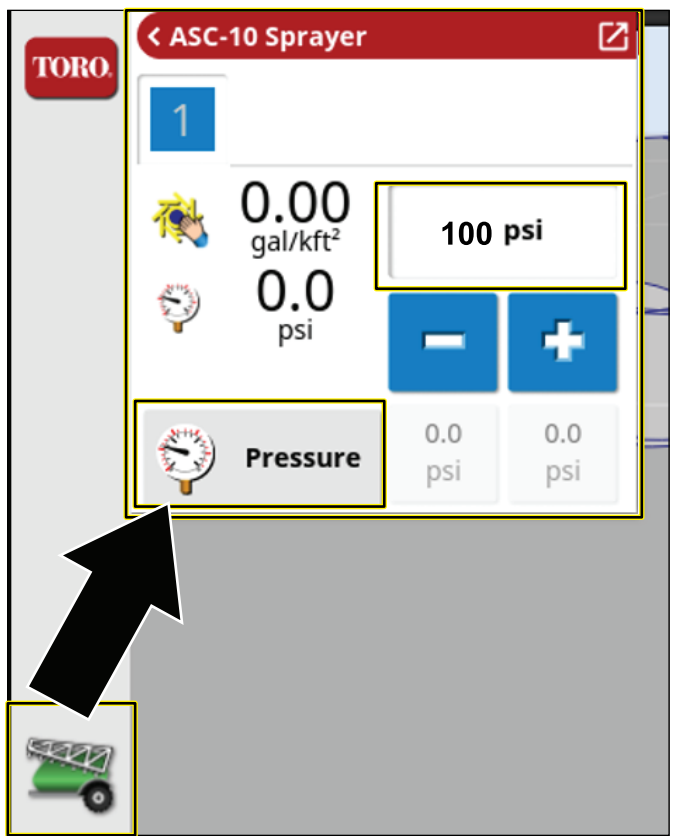 ASC-10 Sprayer
TORO.
1
0.00
gal/kft²
100 psi
0.0
psi
Pressure
0.0
psi
0.0
psi